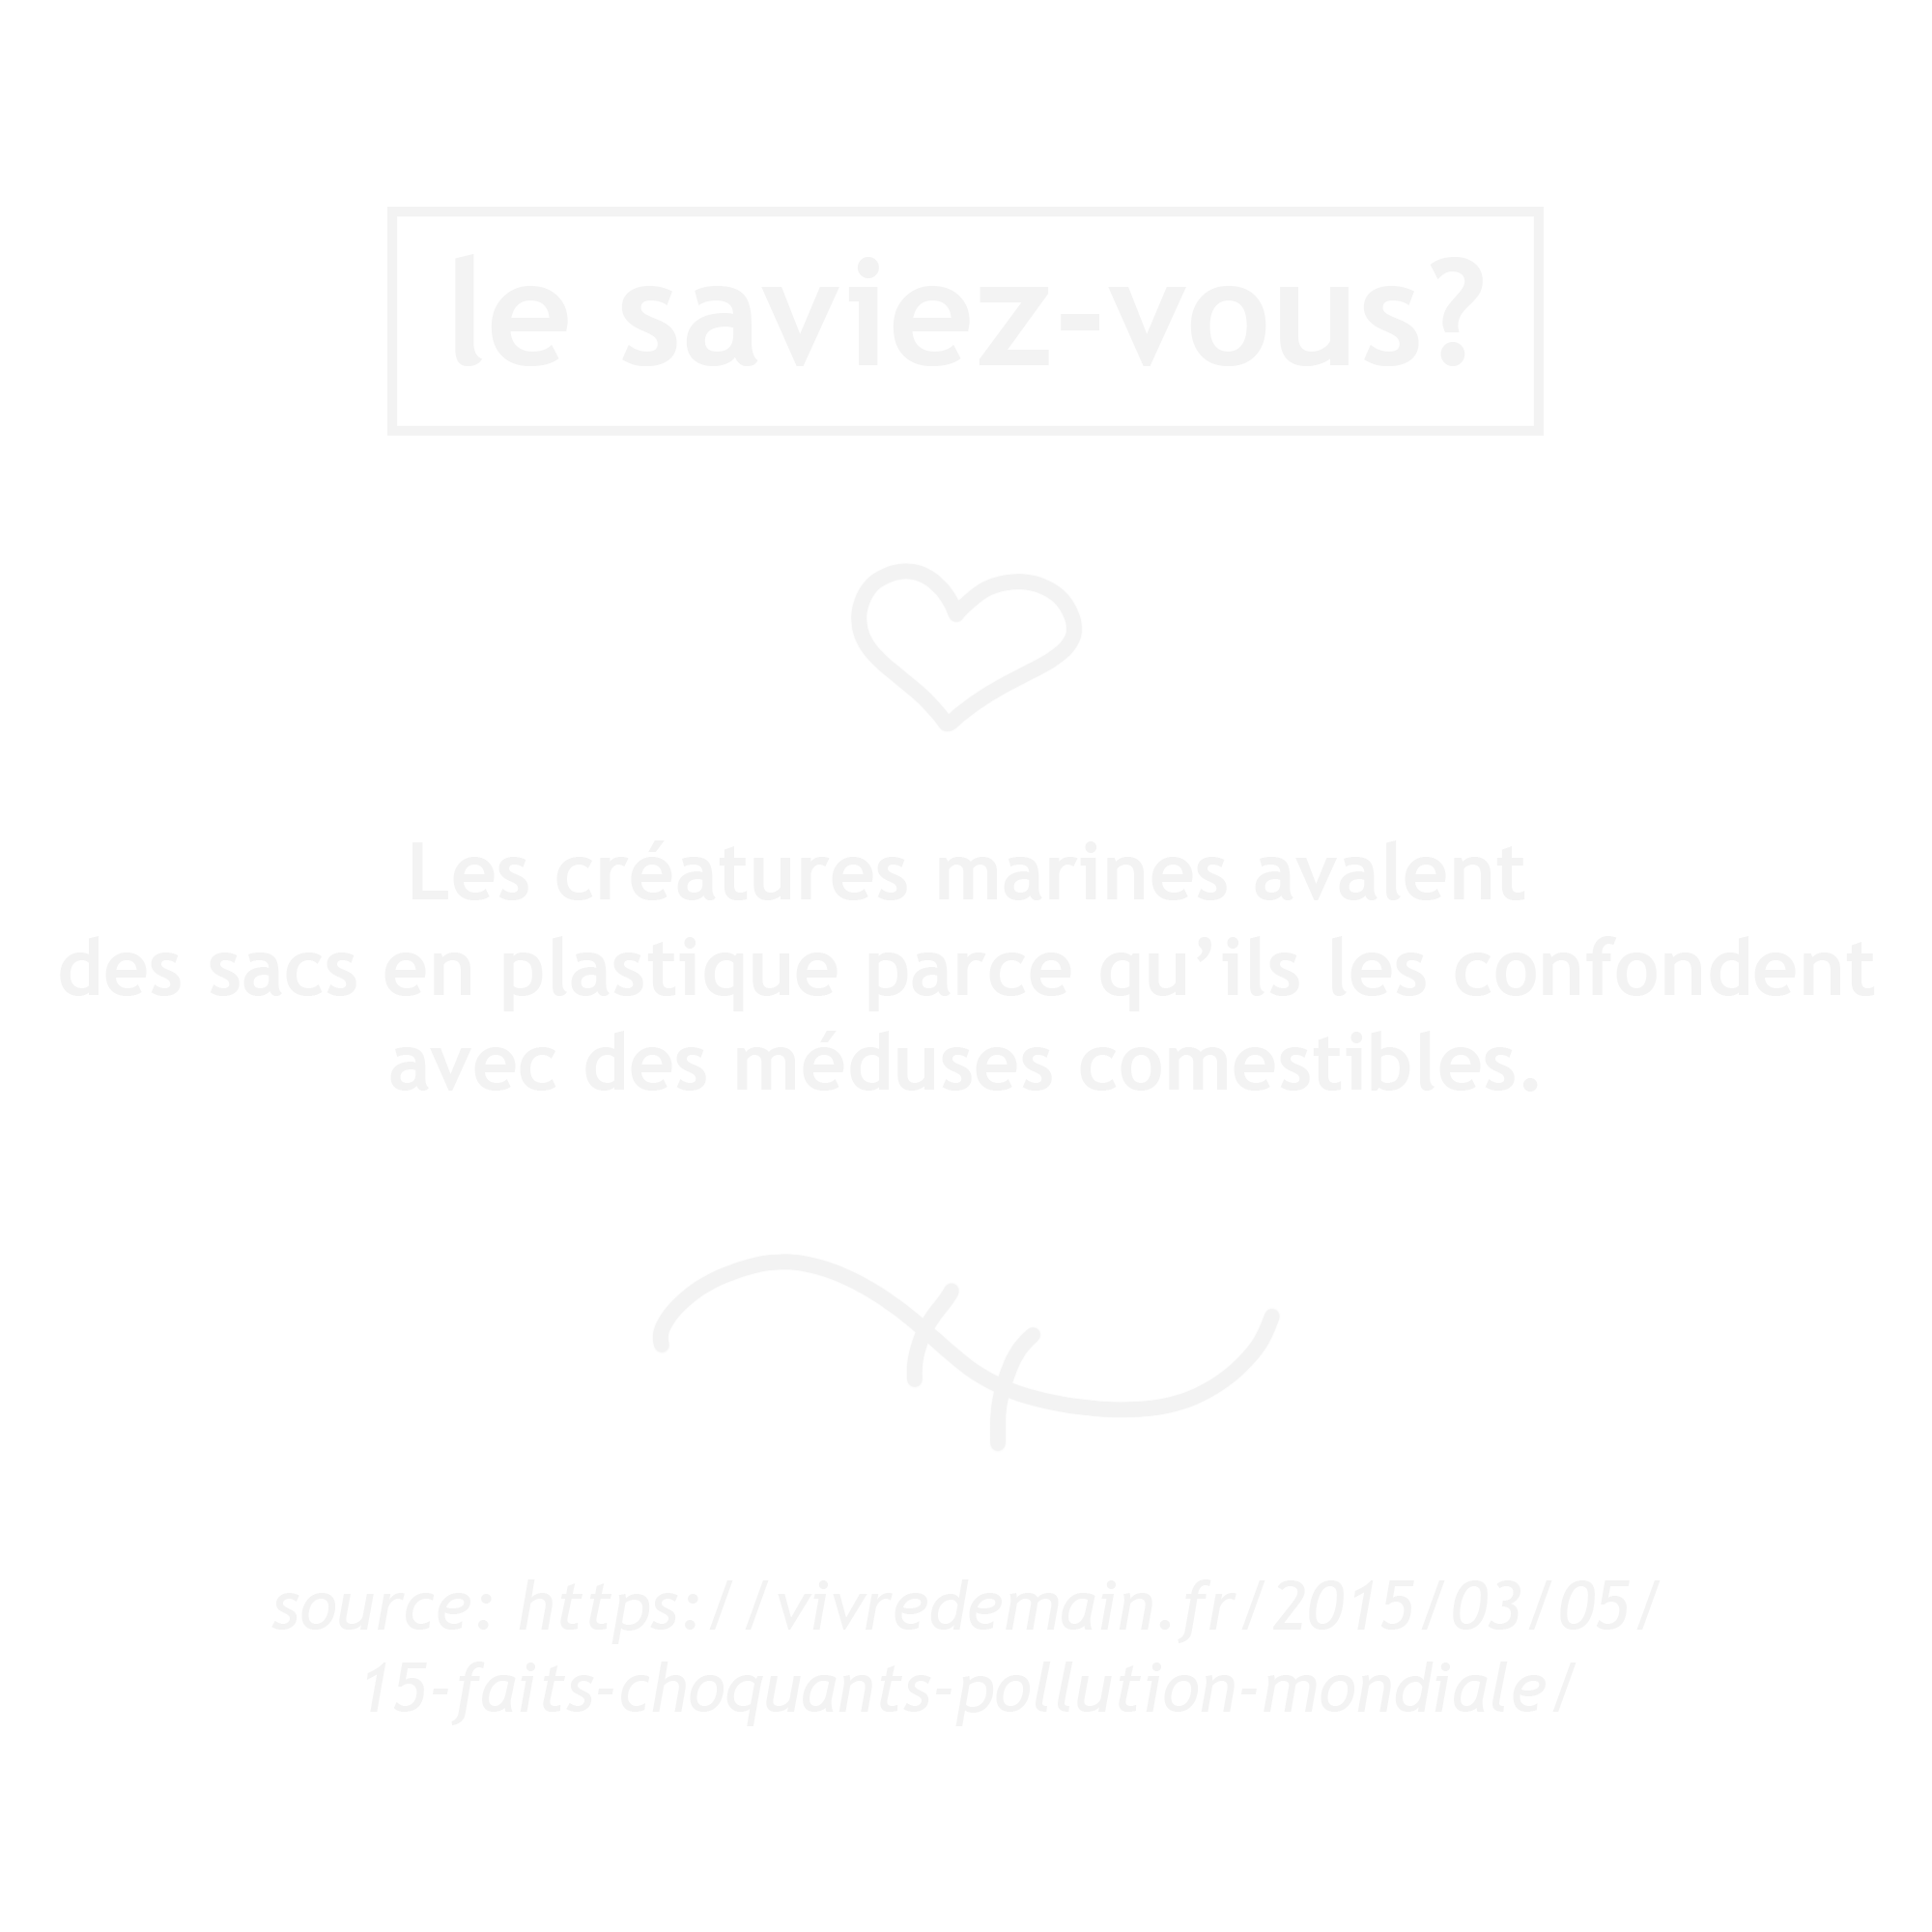 le saviez-vous?
Les créatures marines avalent
des sacs en plastique parce qu’ils les confondent
avec des méduses comestibles.
source: https://vivredemain.fr/2015/03/05/
15-faits-choquants-pollution-mondiale/